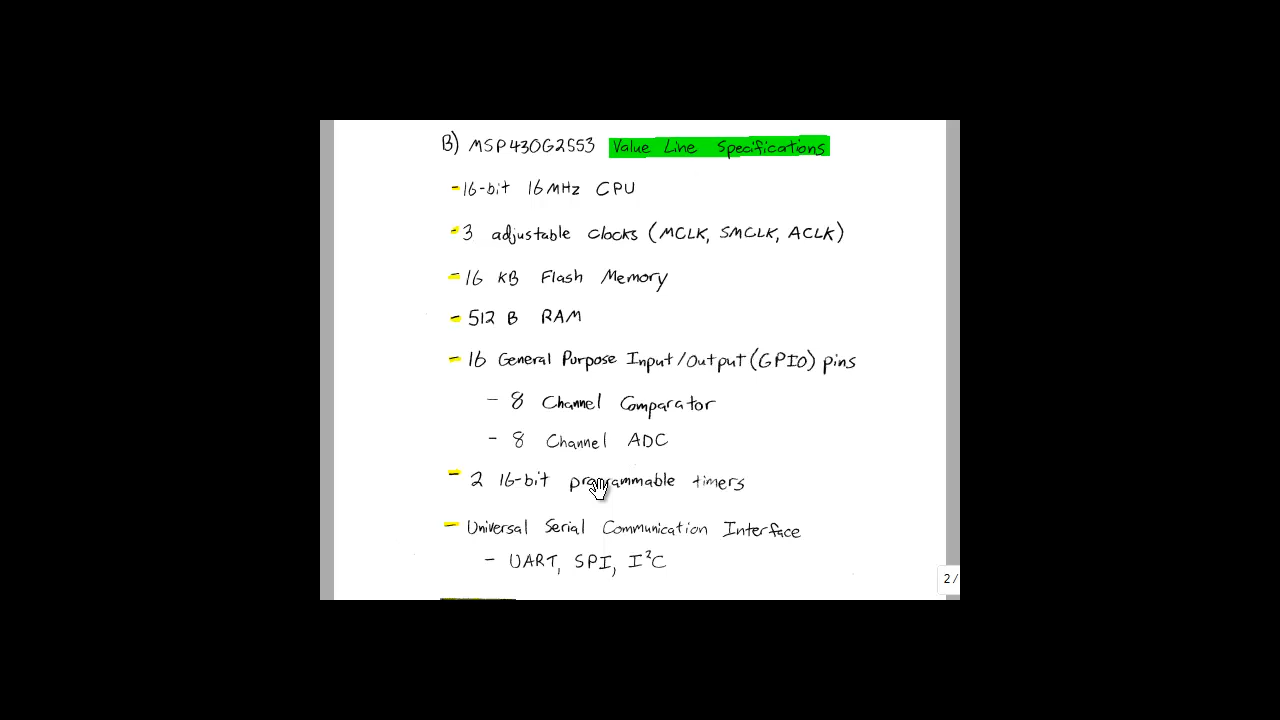 B) MSP430G2553 Value Line Specifications
- 16-bit 16MHz CPU
- 3 adjustable clocks (MCLK, SMCLK, ACLK)
- 16 KB Flash Memory
- 512 B RAM
- 16 General Purpose Input/Output (GPIO) pins
- 8 Channel Comparator
- 8 Channel ADC
- 2 16-bit programmable timers
- Universal Serial Communication Interface
- UART, SPI, I²C
2/